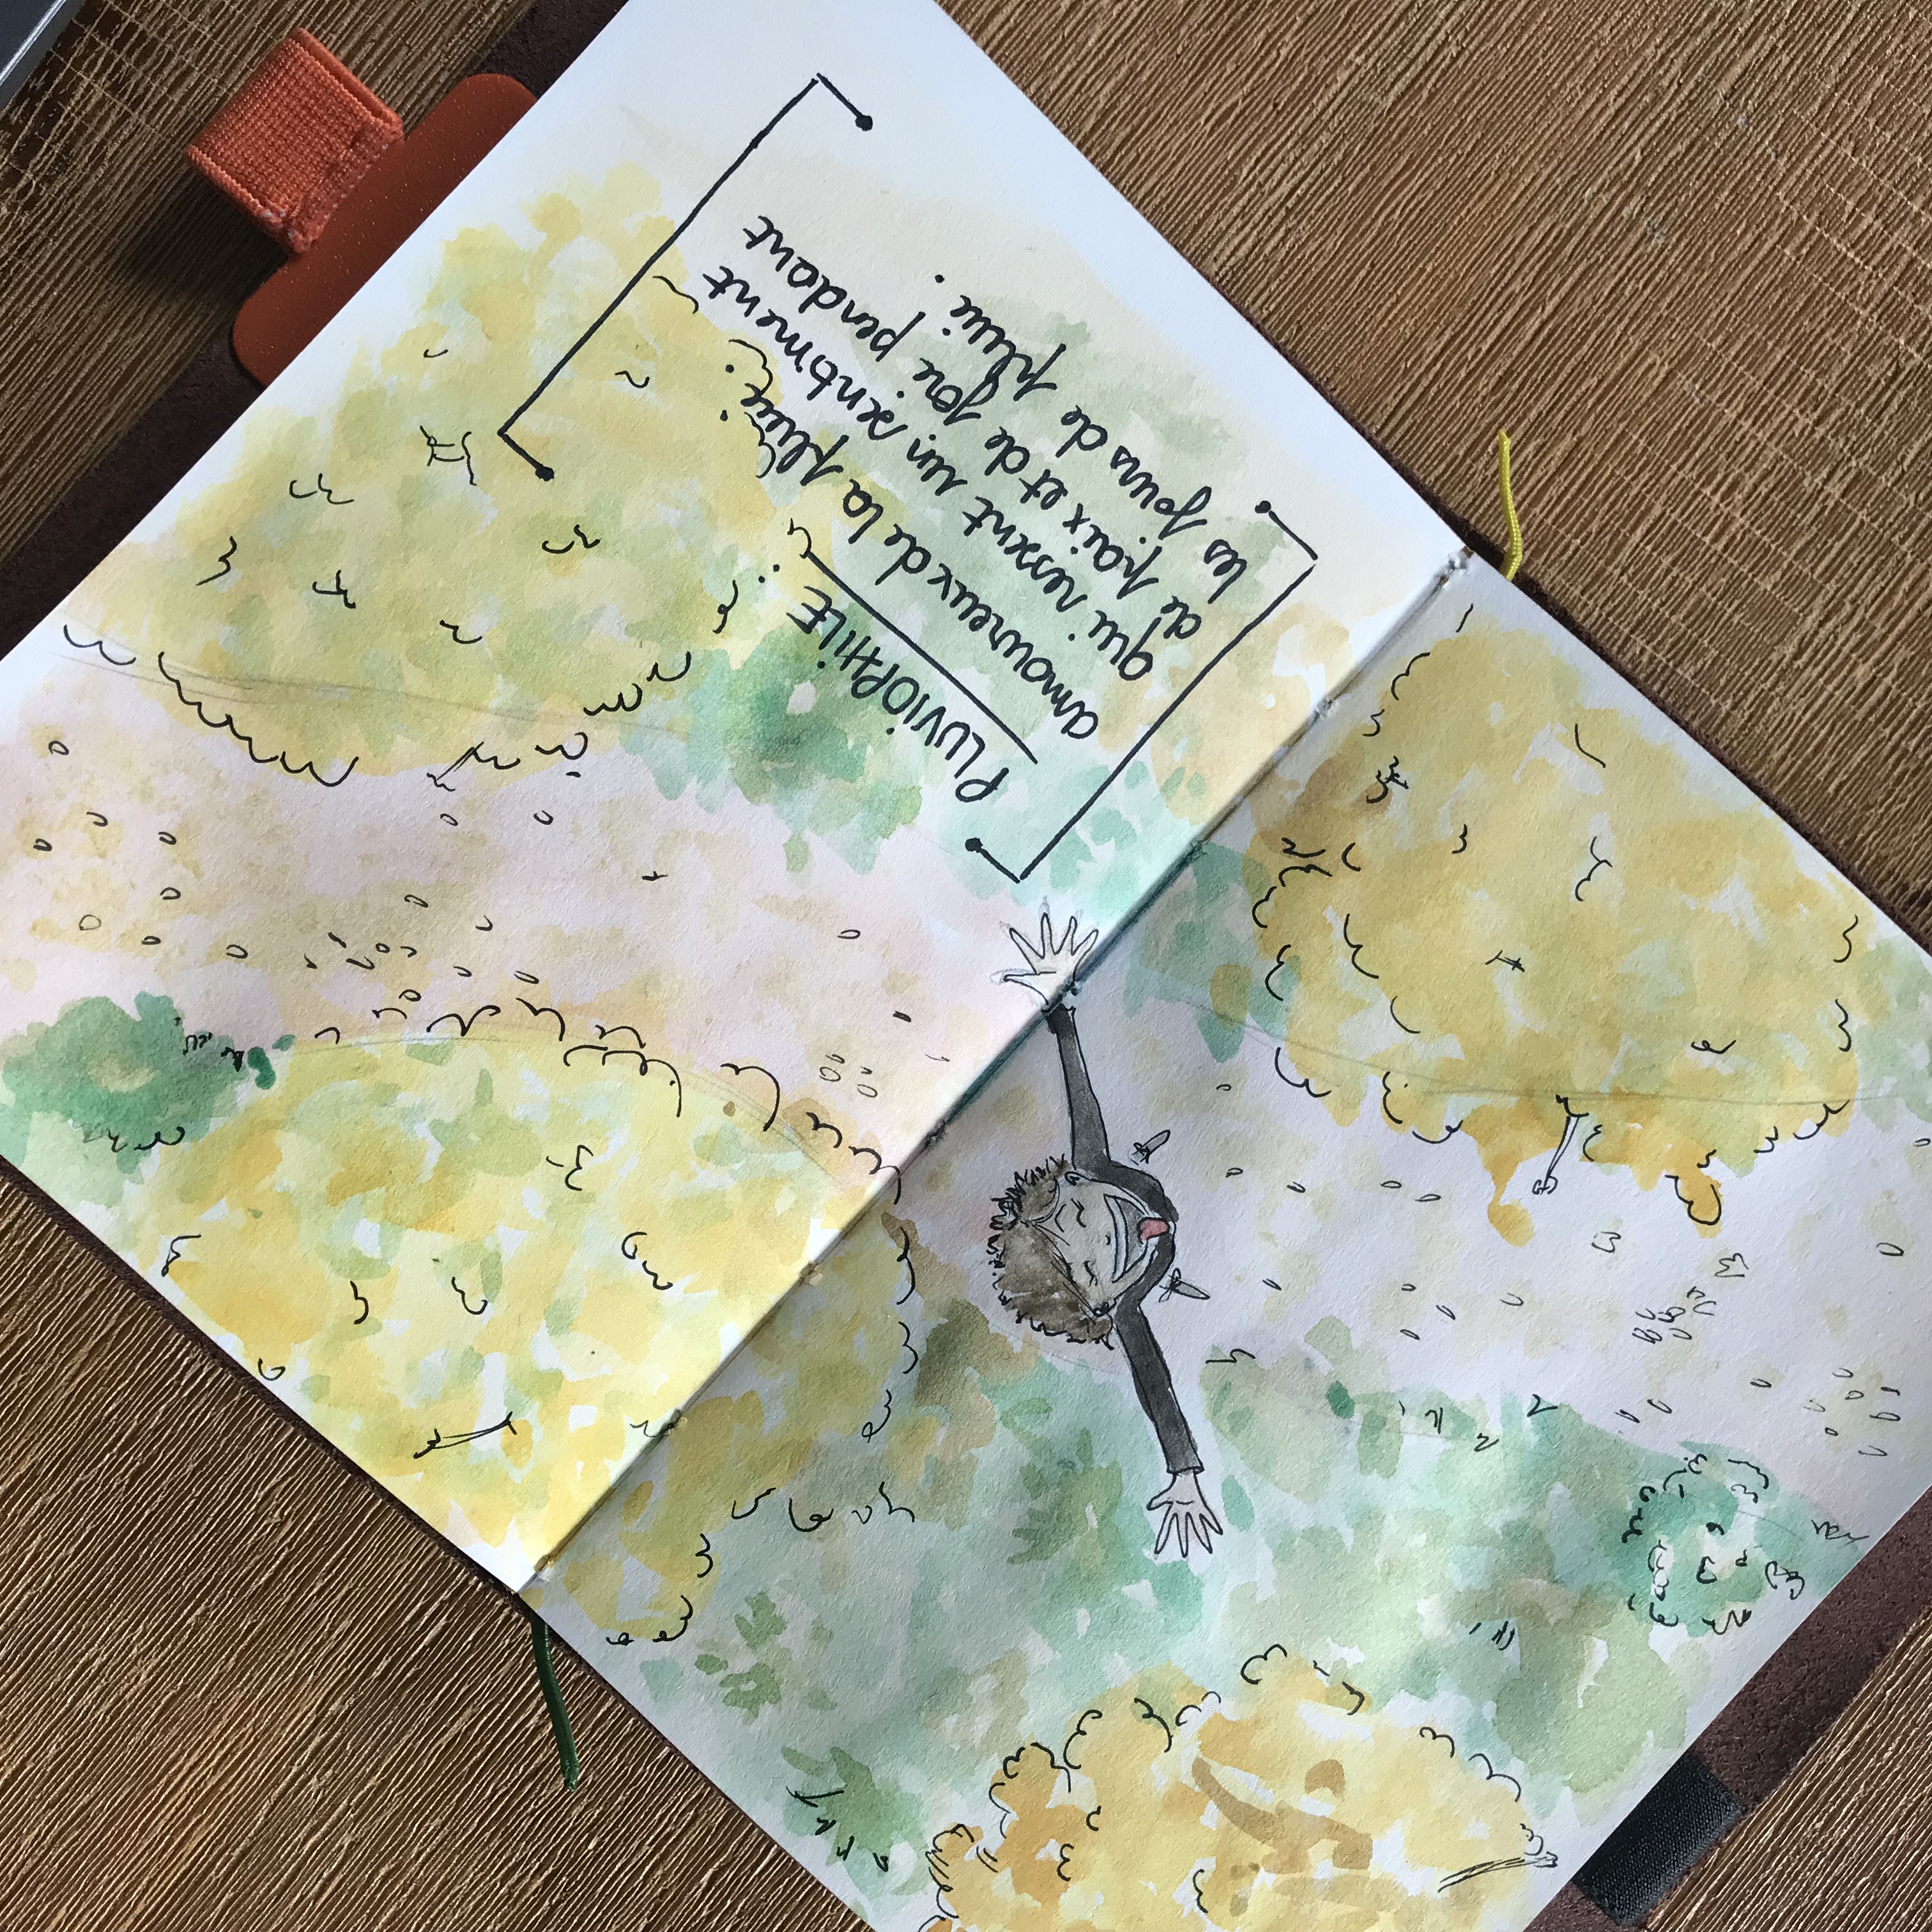 PLUVIOPHILE :
amoureux de la pluie.
qui ressent un sentiment
de paix et de joie pendant
les jours de pluie.